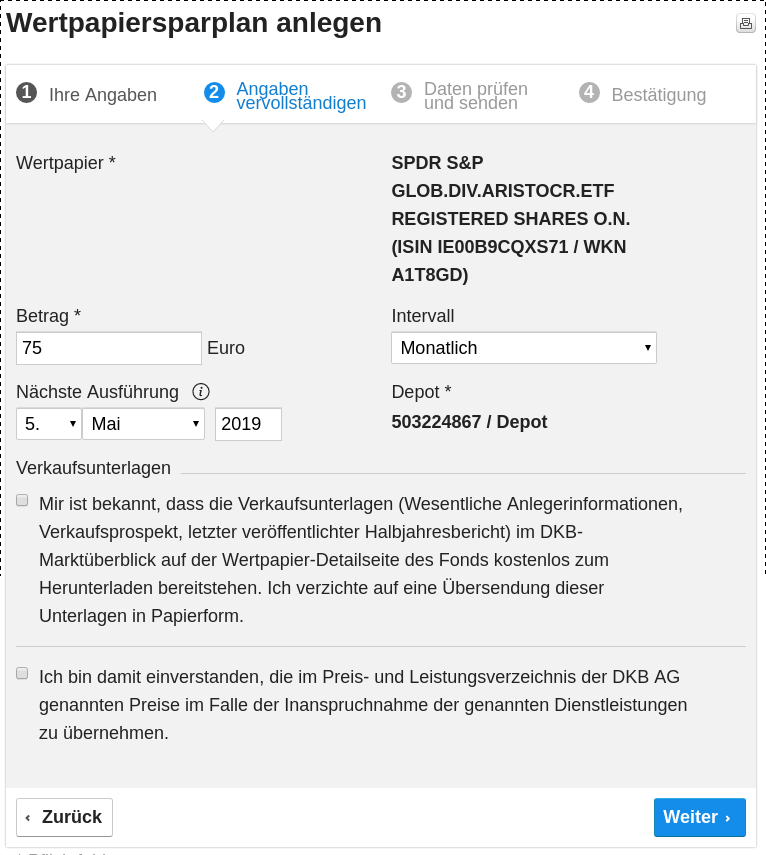 Wertpapiersparplan anlegen
1 Ihre Angaben
2 Angaben
vervollständigen
3 Daten prüfen
und senden
4 Bestätigung
Wertpapier *
SPDR S&P
GLOB.DIV.ARISTOCR.ETF
REGISTERED SHARES O.N.
(ISIN IE00B9CQXS71 / WKN
A1T8GD)
Betrag *
75 Euro
Intervall
Monatlich
Nächste Ausführung i
5. Mai 2019
Depot *
503224867 / Depot
Verkaufsunterlagen
Mir ist bekannt, dass die Verkaufsunterlagen (Wesentliche Anlegerinformationen,
Verkaufsprospekt, letzter veröffentlichter Halbjahresbericht) im DKB-
Marktüberblick auf der Wertpapier-Detailseite des Fonds kostenlos zum
Herunterladen bereitstehen. Ich verzichte auf eine Übersendung dieser
Unterlagen in Papierform.
Ich bin damit einverstanden, die im Preis- und Leistungsverzeichnis der DKB AG
genannten Preise im Falle der Inanspruchnahme der genannten Dienstleistungen
zu übernehmen.
‹ Zurück
Weiter ›